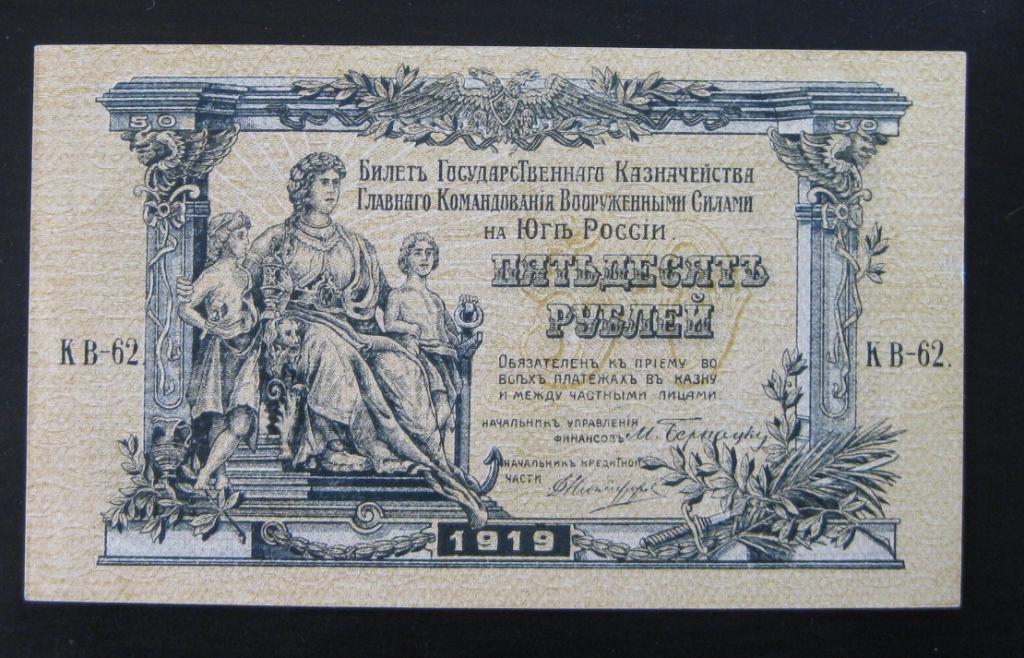 50 50
Билетъ Государственнаго Казначейства
Главнаго Командованія Вооруженными Силами
на Югѣ Россіи.
ПЯТЬДЕСЯТЪ
РУБЛЕЙ
КВ-62. КВ-62.
Обязателенъ къ пріему во
всѣхъ платежахъ въ казну
и между частными лицами.
Начальникъ Управленія
Финансовъ М. Бернацкій
Начальникъ Кредитной
части
1919